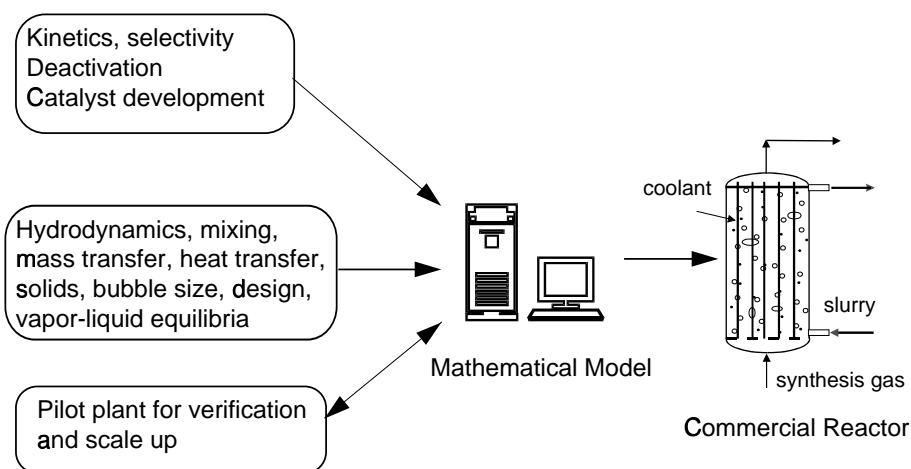 Kinetics, selectivity
Deactivation
Catalyst development
Hydrodynamics, mixing,
mass transfer, heat transfer,
solids, bubble size, design,
vapor-liquid equilibria
Pilot plant for verification
and scale up
Mathematical Model
coolant
slurry
synthesis gas
Commercial Reactor